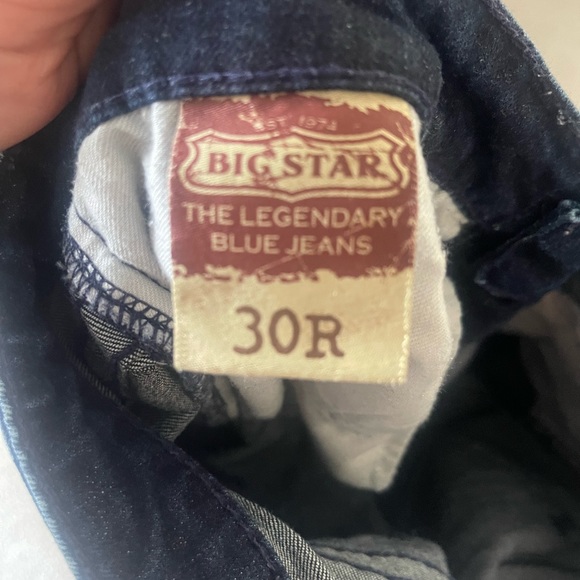 EST. 1974
BIG STAR
THE LEGENDARY
BLUE JEANS
30R